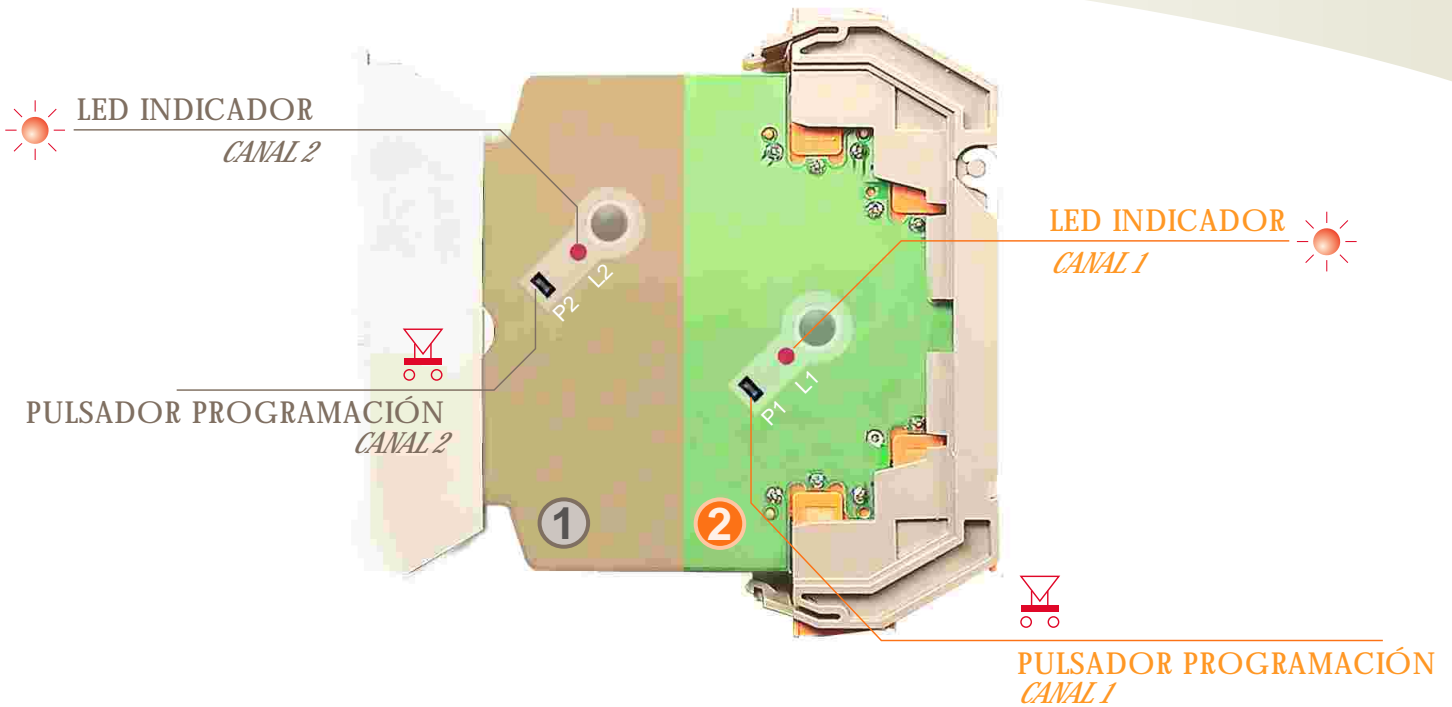 LED INDICADOR
CANAL 2
LED INDICADOR
CANAL 1
L2
P2
PULSADOR PROGRAMACIÓN
CANAL 2
L1
P1
1
2
PULSADOR PROGRAMACIÓN
CANAL 1